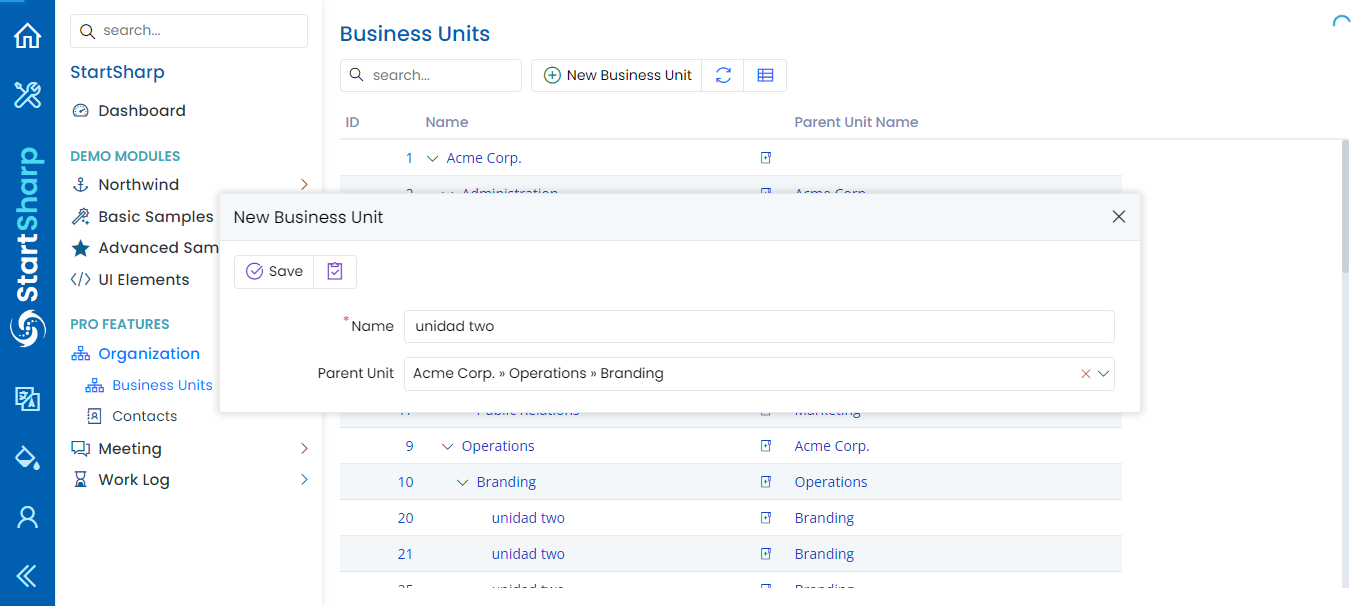 StartSharp
search...
StartSharp
Dashboard
DEMO MODULES
Northwind
Basic Samples
Advanced Sam
UI Elements
PRO FEATURES
Organization
Business Units
Contacts
Meeting
Work Log
Business Units
search...
New Business Unit
ID Name Parent Unit Name
1 Acme Corp.
2 Administration Acme Corp.
New Business Unit
Save
*Name unidad two
Parent Unit Acme Corp. » Operations » Branding
17 Public Relations Marketing
9 Operations Acme Corp.
10 Branding Operations
20 unidad two Branding
21 unidad two Branding
25 unidad two Branding